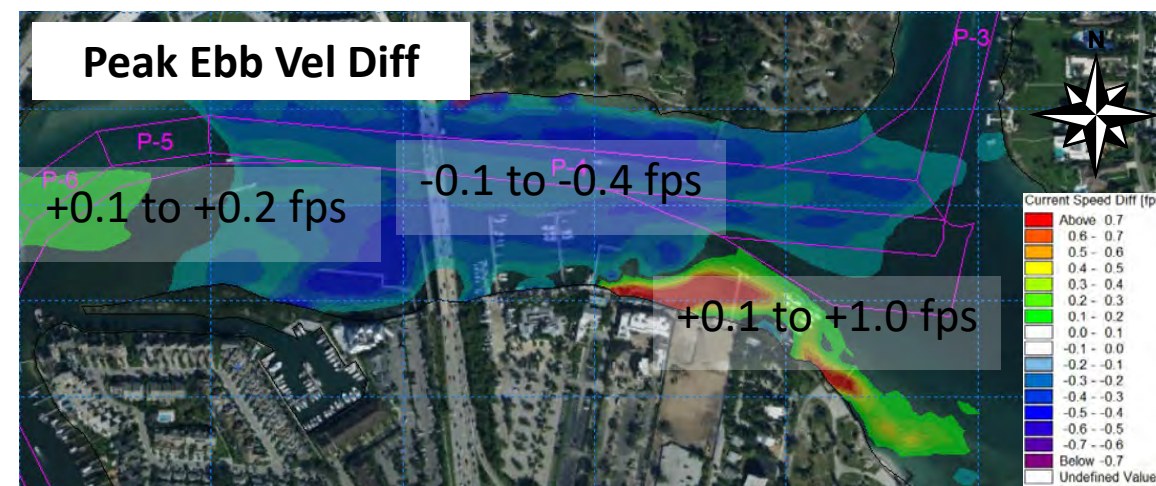 Peak Ebb Vel Diff
P-3
N
P-5
P-4
P-6
-0.1 to -0.4 fps
+0.1 to +0.2 fps
+0.1 to +1.0 fps
Current Speed Diff [fp
Above 0.7
0.6 - 0.7
0.5 - 0.6
0.4 - 0.5
0.3 - 0.4
0.2 - 0.3
0.1 - 0.2
0.0 - 0.1
-0.1 - 0.0
-0.2 - -0.1
-0.3 - -0.2
-0.4 - -0.3
-0.5 - -0.4
-0.6 - -0.5
-0.7 - -0.6
Below -0.7
Undefined Value